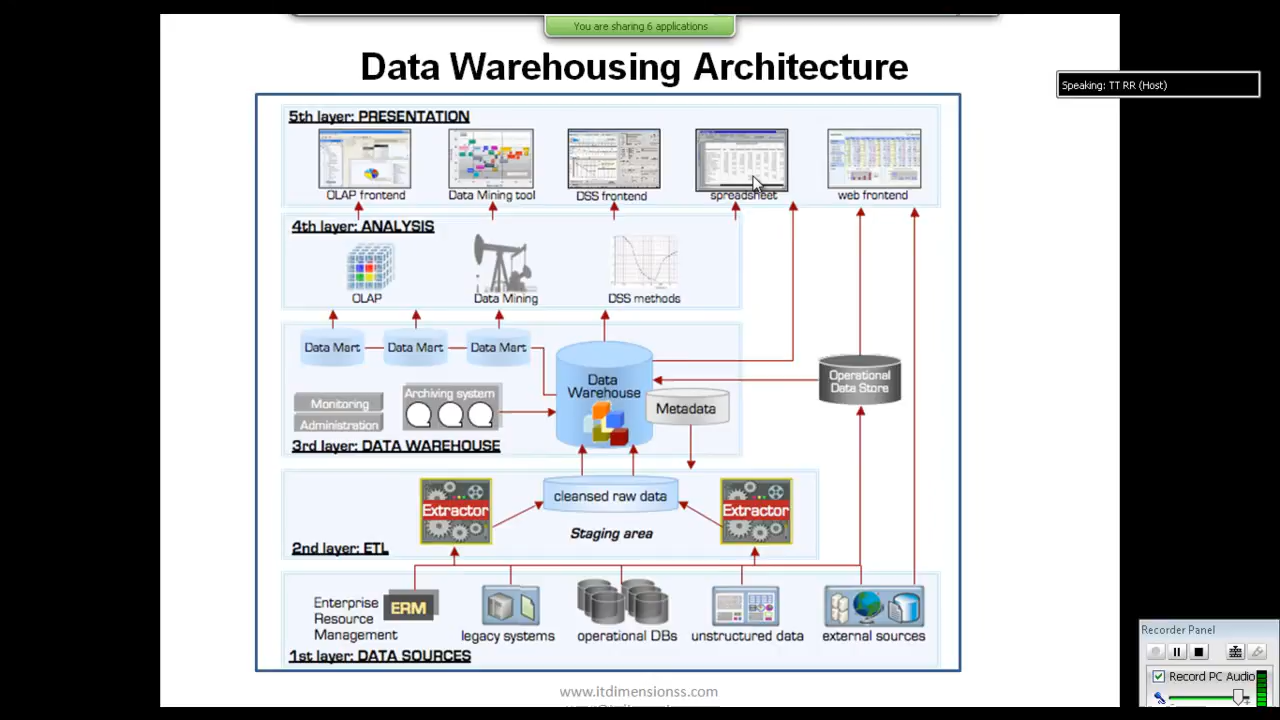 You are sharing 6 applications
Data Warehousing Architecture
Speaking: TT RR (Host)
5th layer: PRESENTATION
OLAP frontend
Data Mining tool
DSS frontend
spreadsheet
web frontend
4th layer: ANALYSIS
OLAP
Data Mining
DSS methods
Data Mart
Data Mart
Data Mart
Data
Warehouse
Operational
Data Store
Monitoring
Administration
Archiving system
Metadata
3rd layer: DATA WAREHOUSE
Extractor
cleansed raw data
Extractor
Staging area
2nd layer: ETL
Enterprise
Resource
Management
ERM
legacy systems
operational DBs
unstructured data
external sources
1st layer: DATA SOURCES
www.itdimensionss.com
Recorder Panel
Record PC Audio